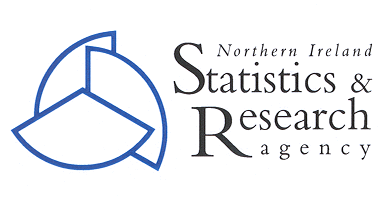 Northern Ireland
Statistics &
Research
agency